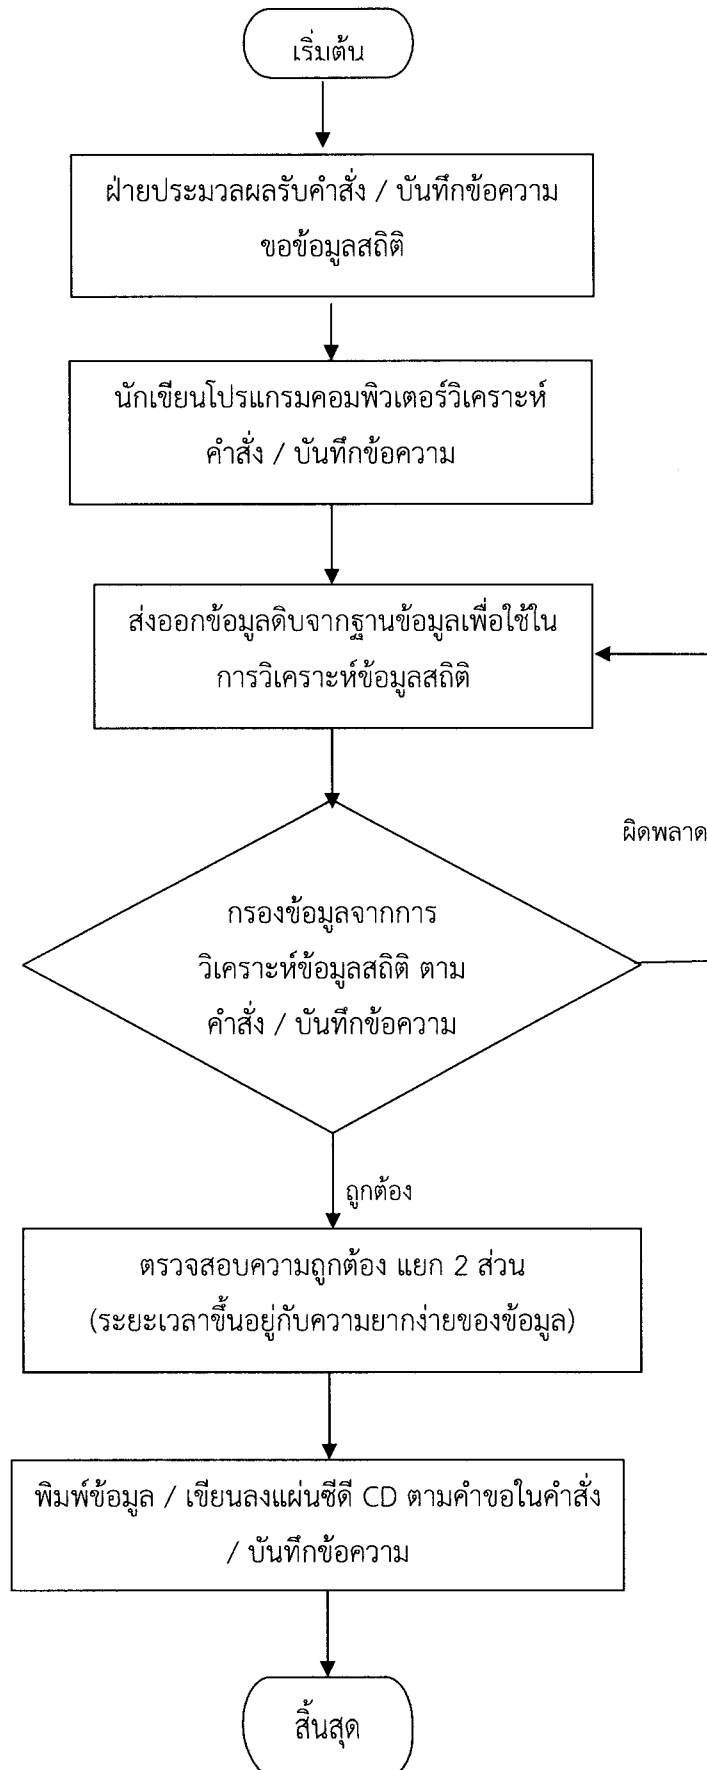 เริ่มต้น
ฝ่ายประมวลผลรับคำสั่ง / บันทึกข้อความ
ขอข้อมูลสถิติ
นักเขียนโปรแกรมคอมพิวเตอร์วิเคราะห์
คำสั่ง / บันทึกข้อความ
ส่งออกข้อมูลดิบจากฐานข้อมูลเพื่อใช้ใน
การวิเคราะห์ข้อมูลสถิติ
ผิดพลาด
กรองข้อมูลจากการ
วิเคราะห์ข้อมูลสถิติ ตาม
คำสั่ง / บันทึกข้อความ
ถูกต้อง
ตรวจสอบความถูกต้อง แยก 2 ส่วน
(ระยะเวลาขึ้นอยู่กับความยากง่ายของข้อมูล)
พิมพ์ข้อมูล / เขียนลงแผ่นซีดี CD ตามคำขอในคำสั่ง
/ บันทึกข้อความ
สิ้นสุด